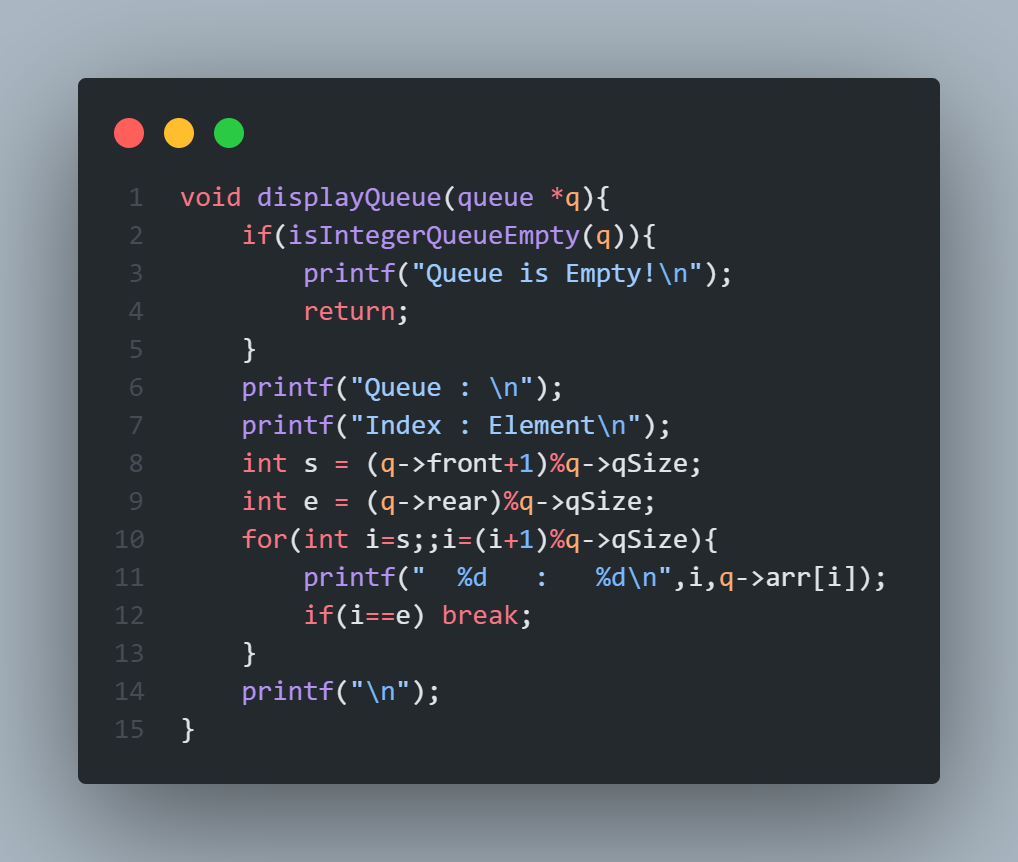 1 void displayQueue(queue *q){
2     if(isIntegerQueueEmpty(q)){
3         printf("Queue is Empty!\n");
4         return;
5     }
6     printf("Queue : \n");
7     printf("Index : Element\n");
8     int s = (q->front+1)%q->qSize;
9     int e = (q->rear)%q->qSize;
10     for(int i=s;;i=(i+1)%q->qSize){
11         printf("  %d   :   %d\n",i,q->arr[i]);
12         if(i==e) break;
13     }
14     printf("\n");
15 }